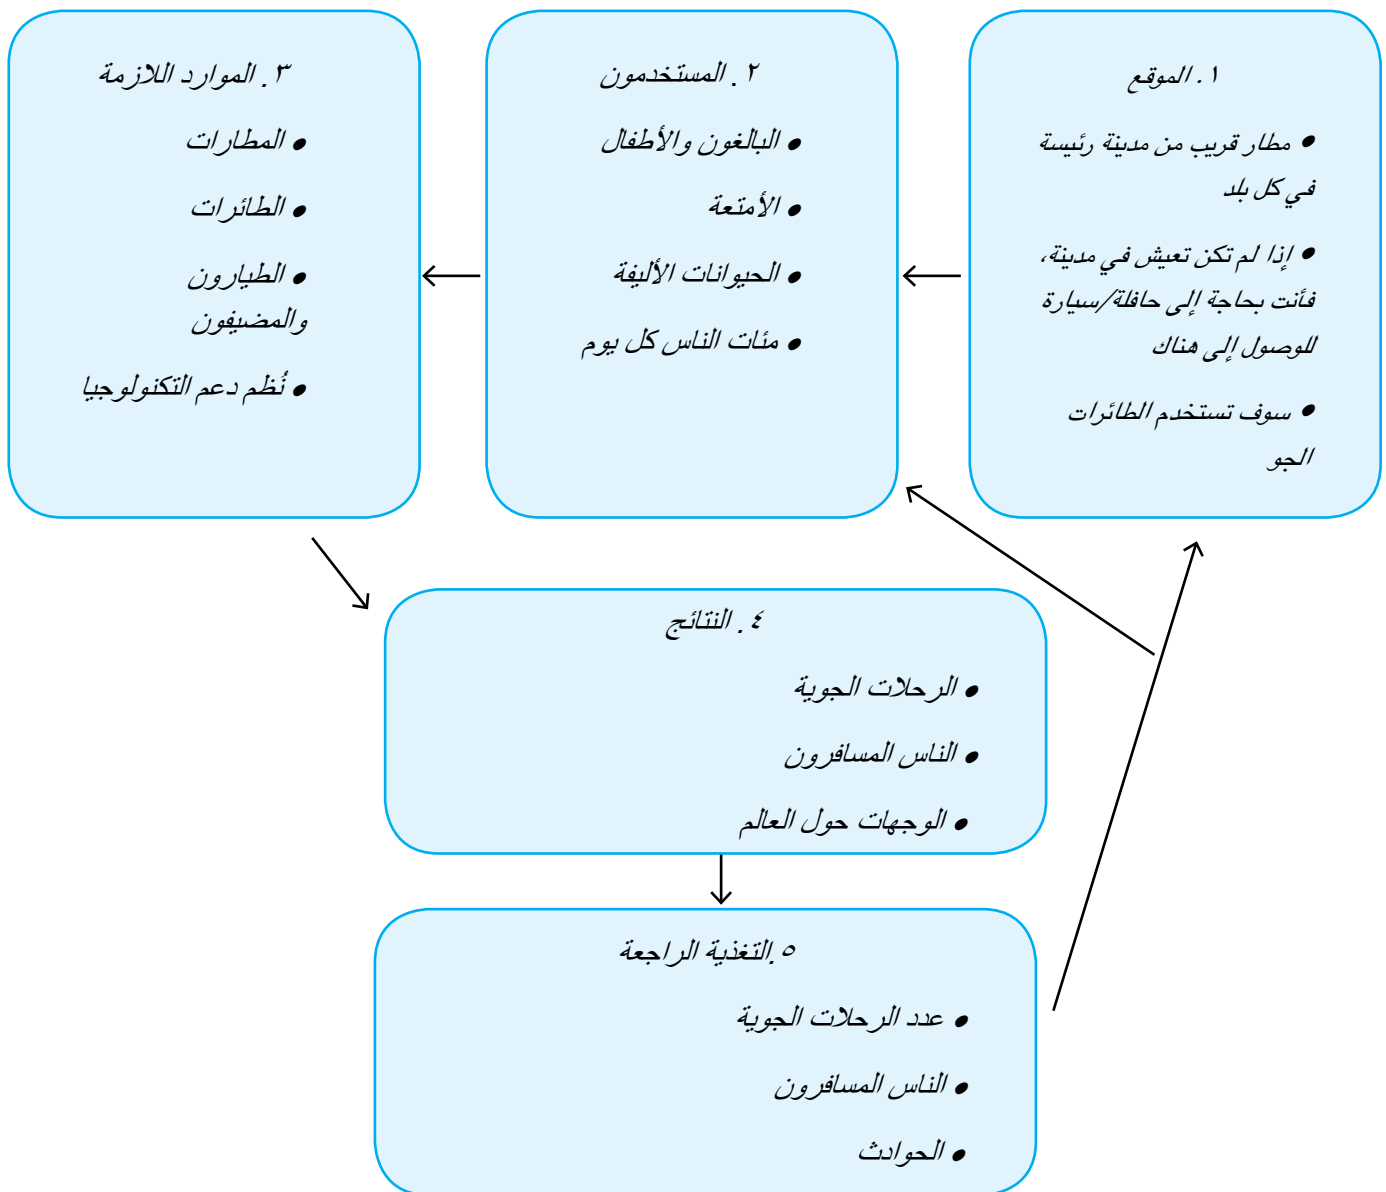 ١. الموقع
• مطار قريب من مدينة رئيسة
في كل بلد
• إذا لم تكن تعيش في مدينة،
فأنت بحاجة إلى حافلة/سيارة
للوصول إلى هناك
• سوف تستخدم الطائرات
الجو
٢. المستخدمون
• البالغون والأطفال
• الأمتعة
• الحيوانات الأليفة
• مئات الناس كل يوم
٣. الموارد اللازمة
• المطارات
• الطائرات
• الطيارون
والمضيفون
• نُظم دعم التكنولوجيا
٤. النتائج
• الرحلات الجوية
• الناس المسافرون
• الوجهات حول العالم
٥.التغذية الراجعة
• عدد الرحلات الجوية
• الناس المسافرون
• الحوادث